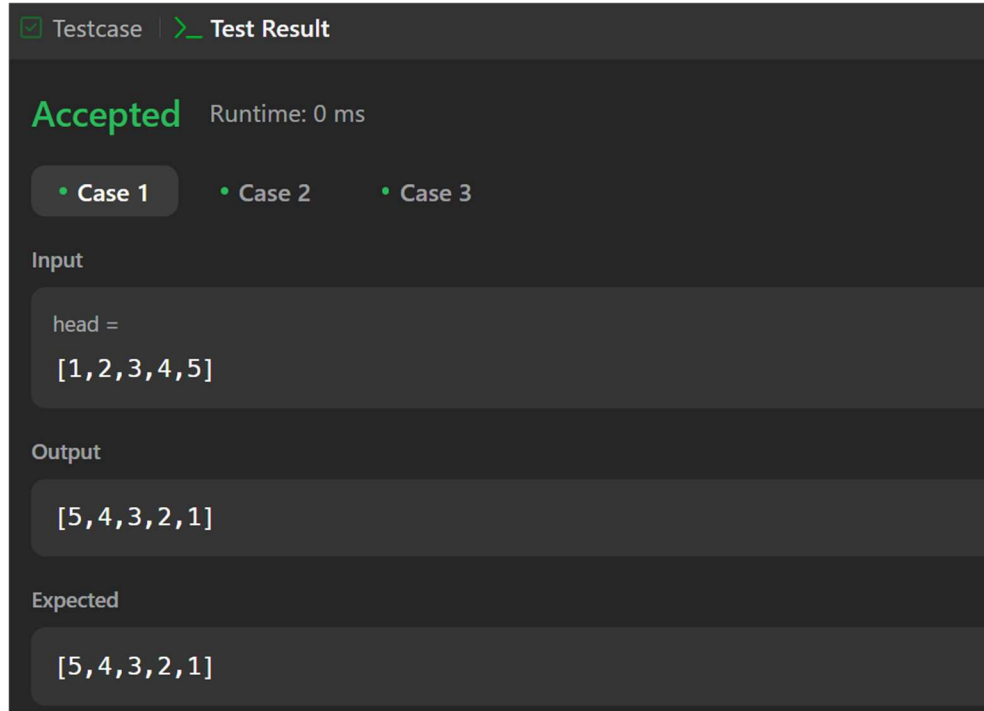 Testcase | >_ Test Result
Accepted Runtime: 0 ms
• Case 1 • Case 2 • Case 3
Input
head =
[1,2,3,4,5]
Output
[5,4,3,2,1]
Expected
[5,4,3,2,1]